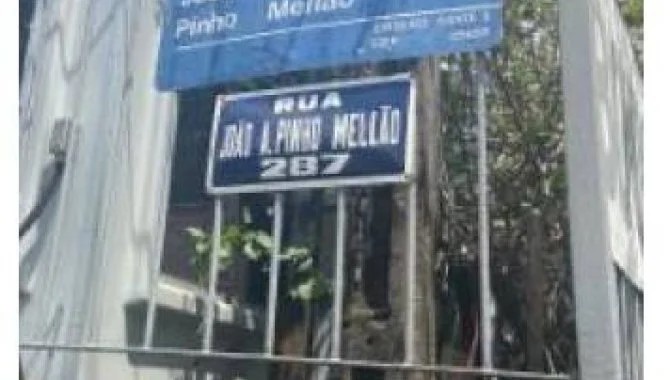 Pinho Mellão
RUA
JOÃO A. PINHO MELLÃO
287